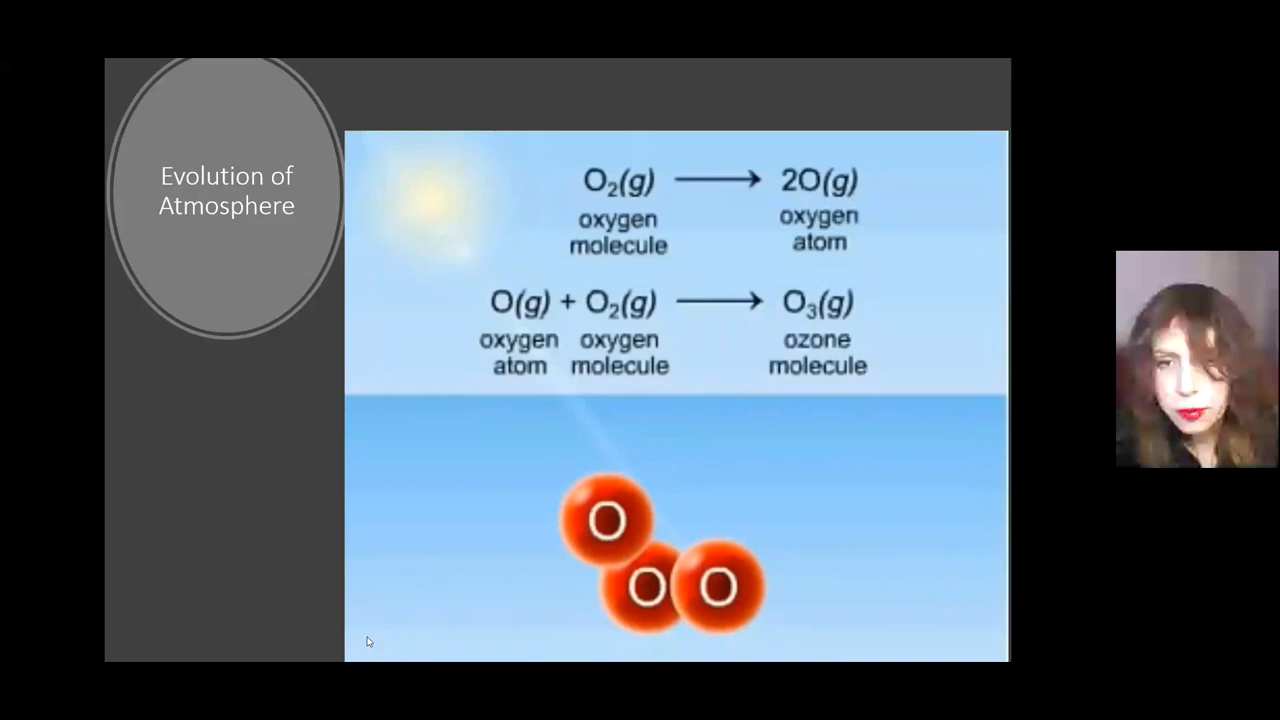 Evolution of
Atmosphere
O₂(g) ⟶ 2O(g)
oxygen molecule oxygen atom
O(g) + O₂(g) ⟶ O₃(g)
oxygen atom oxygen molecule ozone molecule
O
O O